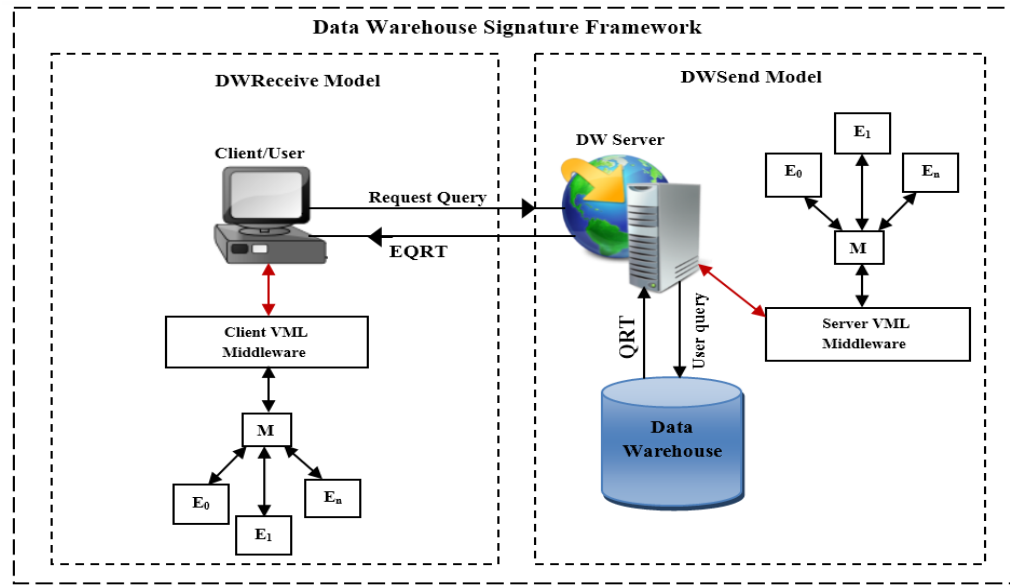 Data Warehouse Signature Framework
DWReceive Model
Client/User
Request Query
EQRT
Client VML
Middleware
M
E₀
E₁
Eₙ
DWSend Model
DW Server
E₀
E₁
Eₙ
M
Server VML
Middleware
QRT
User query
Data
Warehouse